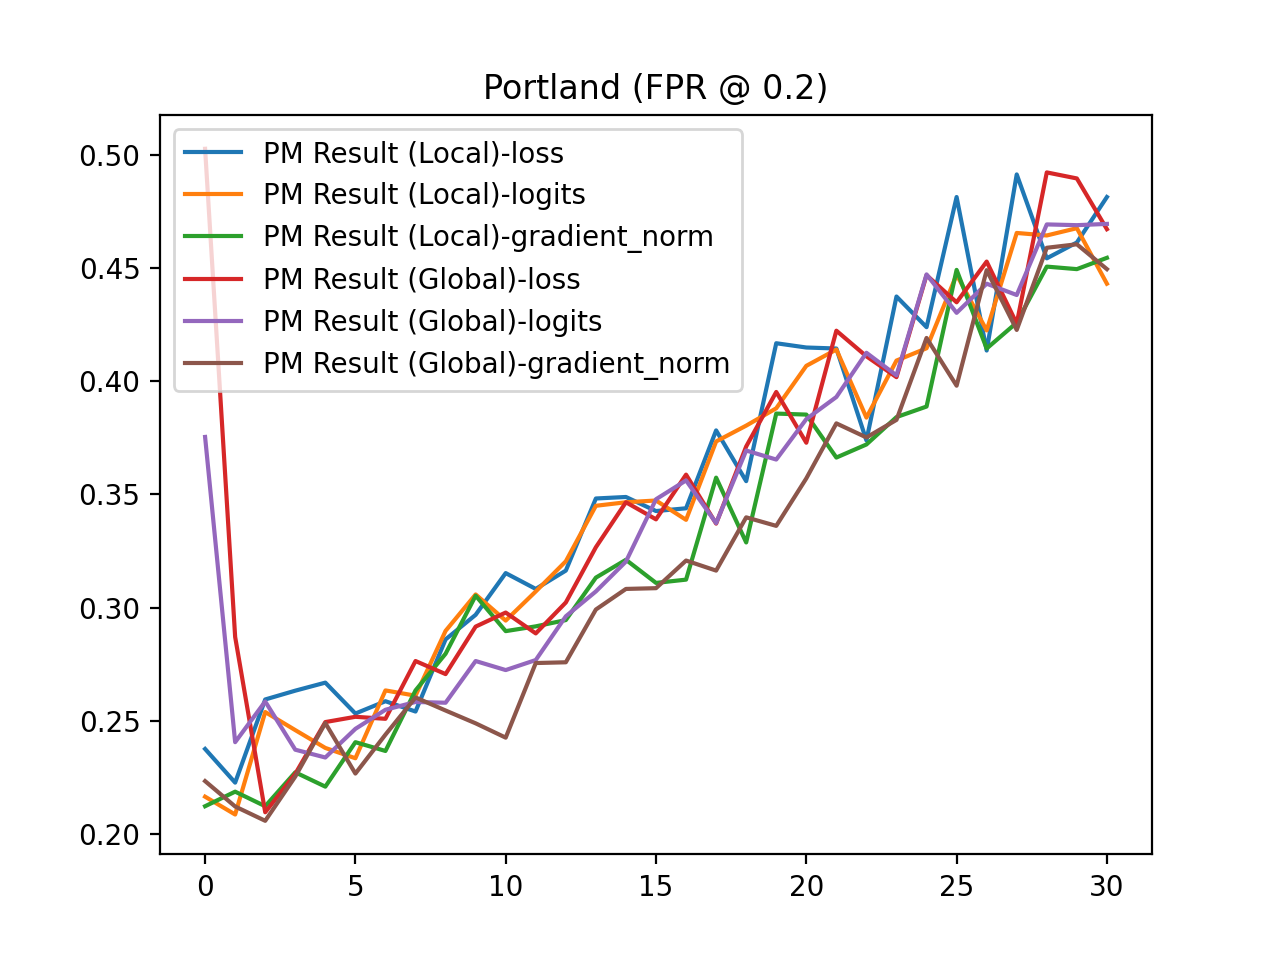 Portland (FPR @ 0.2)
PM Result (Local)-loss
PM Result (Local)-logits
PM Result (Local)-gradient_norm
PM Result (Global)-loss
PM Result (Global)-logits
PM Result (Global)-gradient_norm
0.50
0.45
0.40
0.35
0.30
0.25
0.20
0 5 10 15 20 25 30